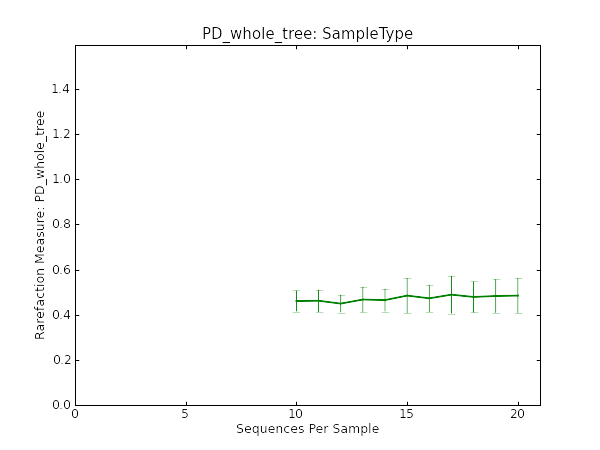 PD_whole_tree: SampleType
Rarefaction Measure: PD_whole_tree
1.4
1.2
1.0
0.8
0.6
0.4
0.2
0.0
0 5 10 15 20
Sequences Per Sample